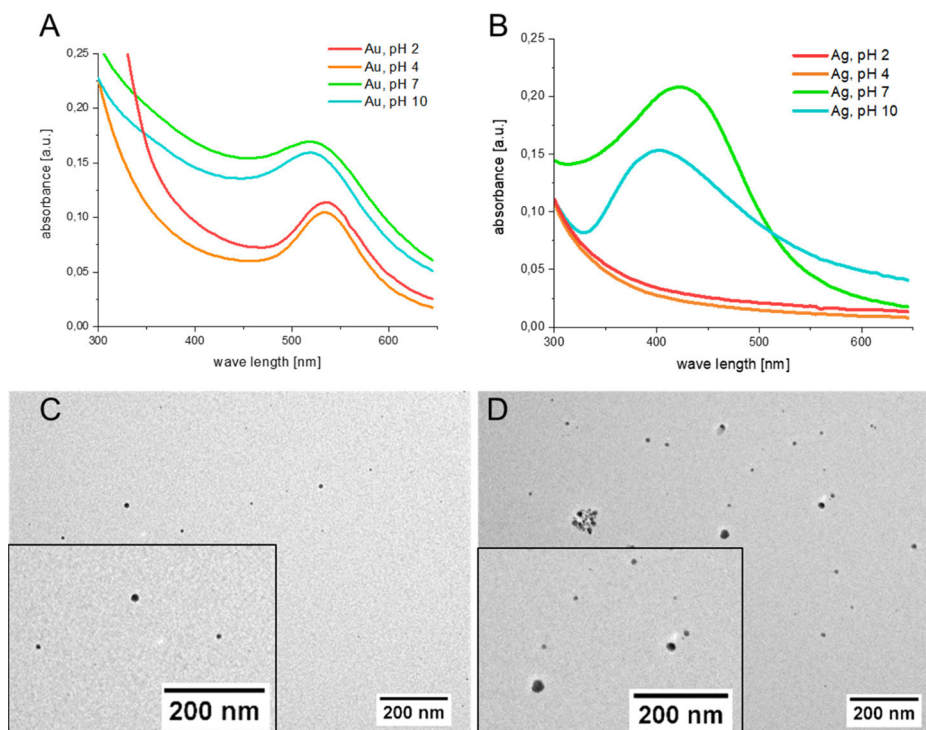 A
Au, pH 2
Au, pH 4
Au, pH 7
Au, pH 10
absorbance [a.u.]
0,25
0,20
0,15
0,10
0,05
0,00
300
400
500
600
wave length [nm]
B
Ag, pH 2
Ag, pH 4
Ag, pH 7
Ag, pH 10
absorbance [a.u.]
0,25
0,20
0,15
0,10
0,05
0,00
300
400
500
600
wave length [nm]
C
200 nm
200 nm
D
200 nm
200 nm